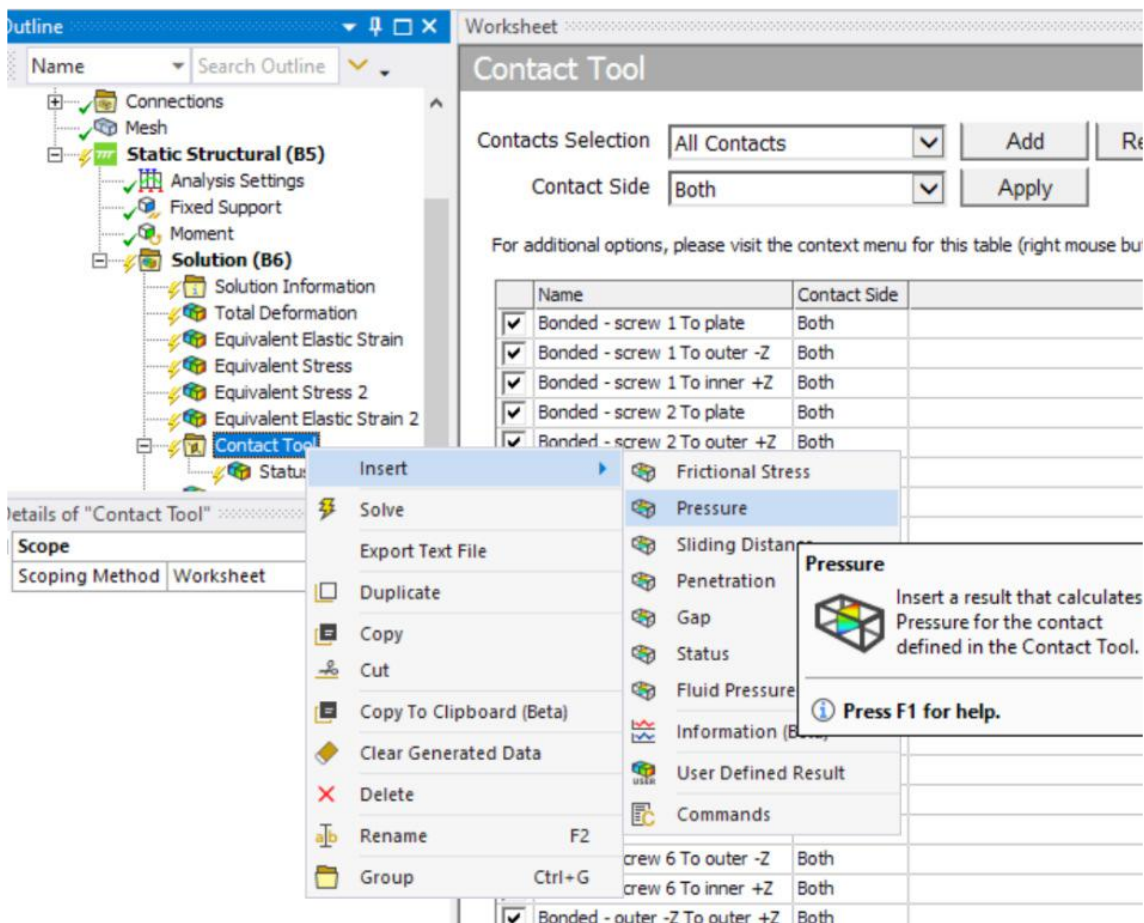 Outline
Name
Search Outline
Connections
Mesh
Static Structural (B5)
Analysis Settings
Fixed Support
Moment
Solution (B6)
Solution Information
Total Deformation
Equivalent Elastic Strain
Equivalent Stress
Equivalent Stress 2
Equivalent Elastic Strain 2
Contact Tool
Status
Details of "Contact Tool"
Scope
Scoping Method Worksheet
Worksheet
Contact Tool
Contacts Selection All Contacts Add Re
Contact Side Both Apply
For additional options, please visit the context menu for this table (right mouse bu
Name Contact Side
Bonded - screw 1 To plate Both
Bonded - screw 1 To outer -Z Both
Bonded - screw 1 To inner +Z Both
Bonded - screw 2 To plate Both
Bonded - screw 2 To outer +Z Both
crew 6 To outer -Z Both
crew 6 To inner +Z Both
Bonded - outer -Z To outer +Z Both
Insert
Solve
Export Text File
Duplicate
Copy
Cut
Copy To Clipboard (Beta)
Clear Generated Data
Delete
Rename F2
Group Ctrl+G
Frictional Stress
Pressure
Sliding Distance
Penetration
Gap
Status
Fluid Pressure
Information (Beta)
User Defined Result
USER
Commands
Pressure
Insert a result that calculates
Pressure for the contact
defined in the Contact Tool.
Press F1 for help.